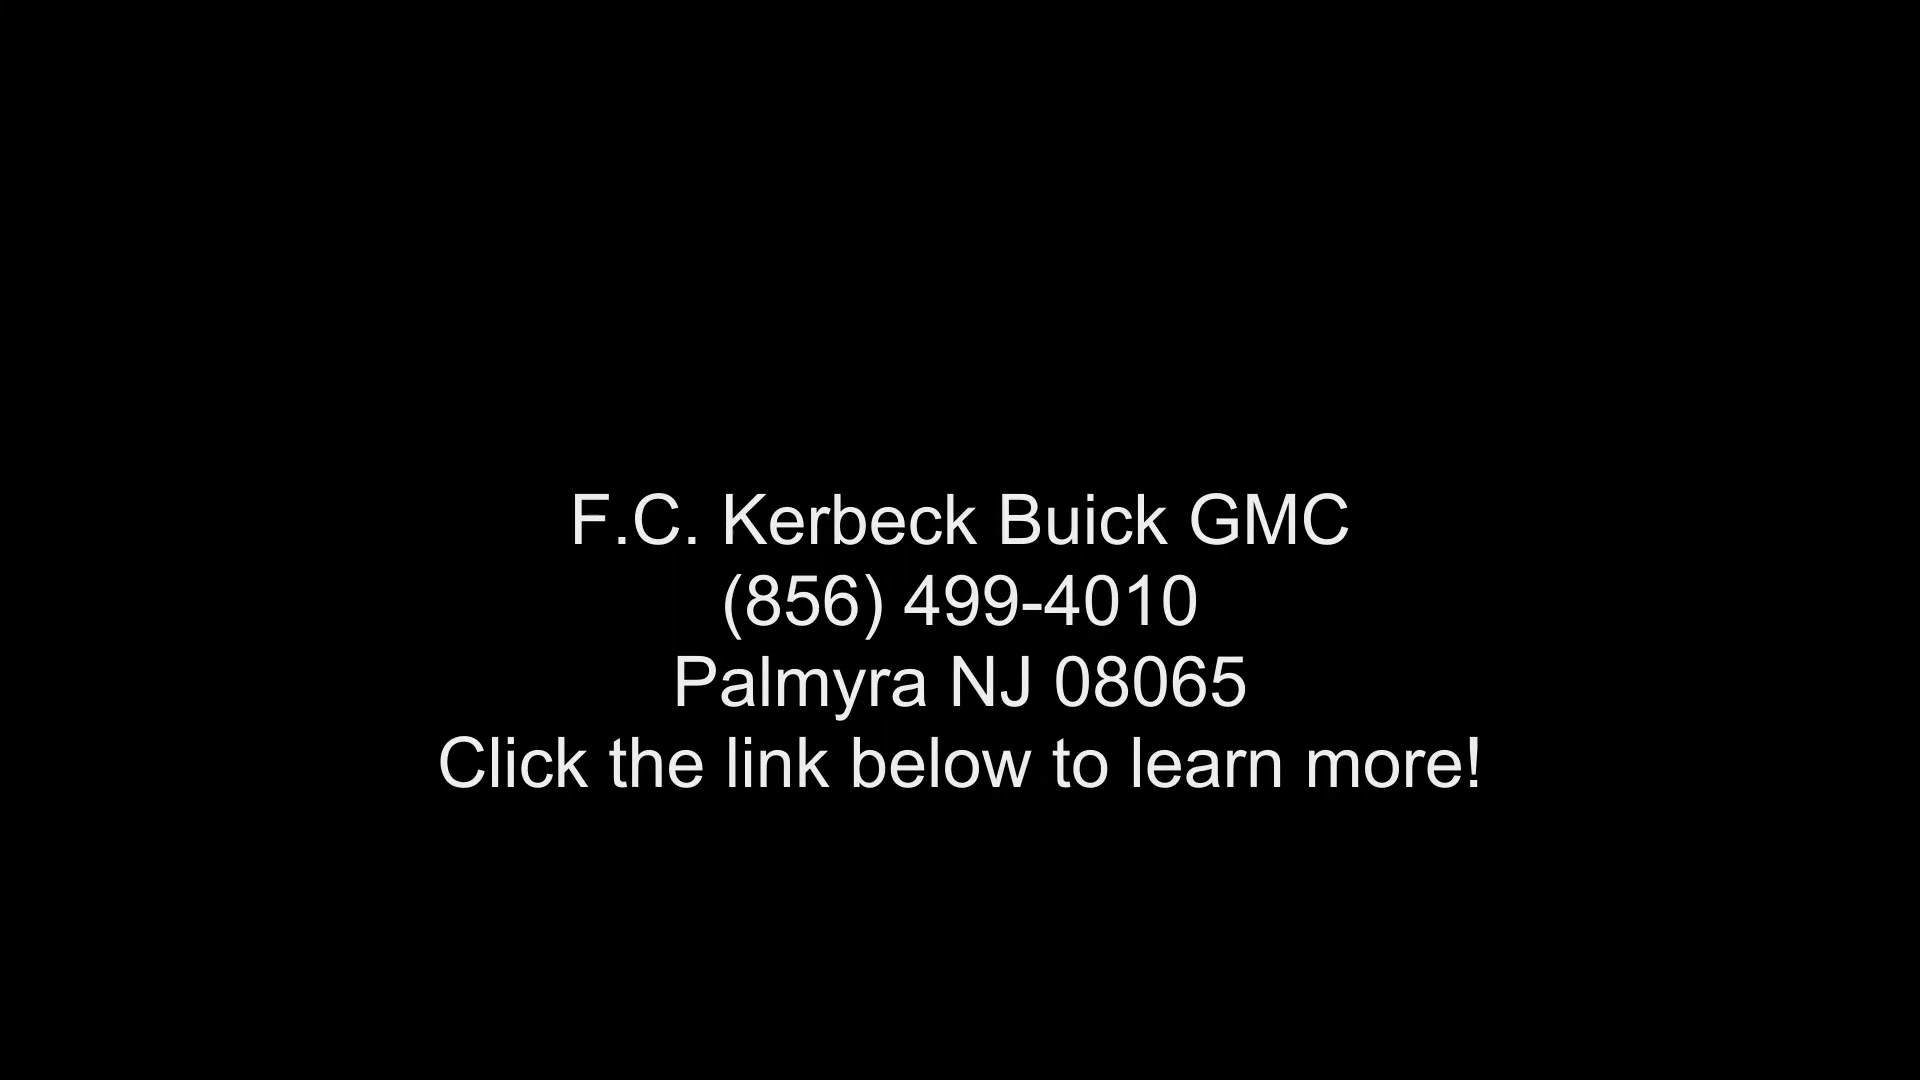 F.C. Kerbeck Buick GMC
(856) 499-4010
Palmyra NJ 08065
Click the link below to learn more!